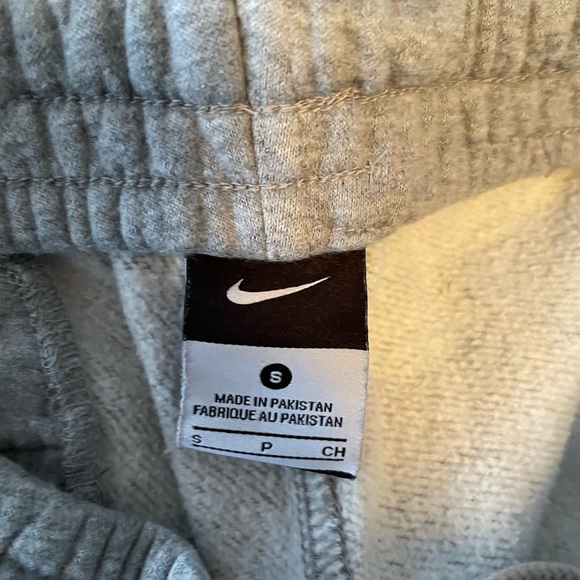 S
MADE IN PAKISTAN
FABRIQUE AU PAKISTAN
S P CH